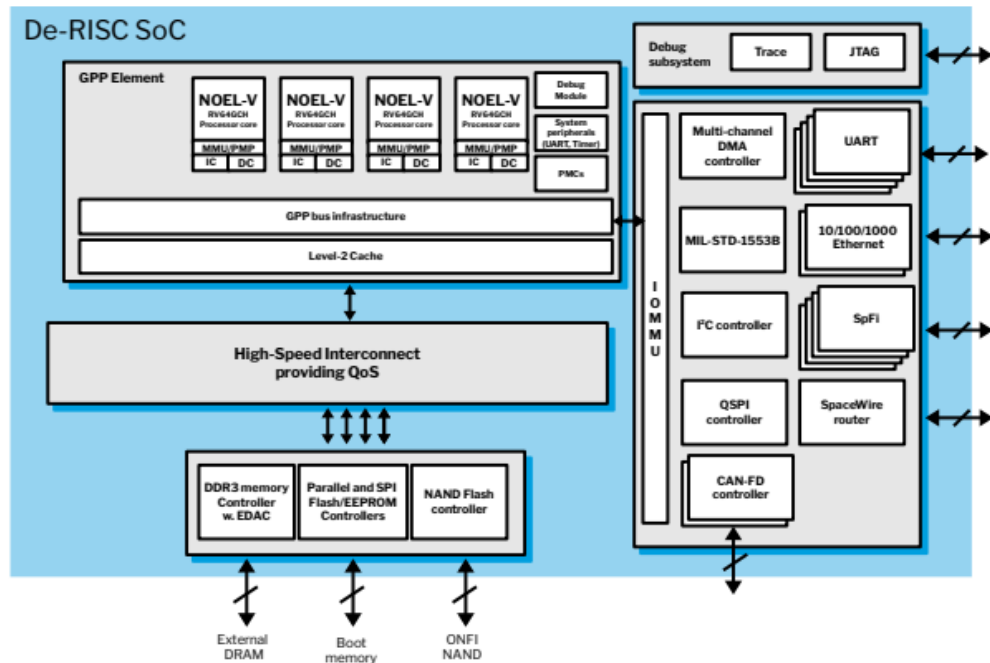 De-RISC SoC
GPP Element
NOEL-V
RV64GCH
Processor core
MMU/PMP
IC DC
NOEL-V
RV64GCH
Processor core
MMU/PMP
IC DC
NOEL-V
RV64GCH
Processor core
MMU/PMP
IC DC
NOEL-V
RV64GCH
Processor core
MMU/PMP
IC DC
Debug
Module
System
peripherals
(UART, Timer)
PMCs
GPP bus infrastructure
Level-2 Cache
High-Speed Interconnect
providing QoS
DDR3 memory
Controller
w. EDAC
Parallel and SPI
Flash/EEPROM
Controllers
NAND Flash
controller
External
DRAM
Boot
memory
ONFI
NAND
Debug
subsystem
Trace
JTAG
I
O
M
M
U
Multi-channel
DMA
controller
UART
MIL-STD-1553B
10/100/1000
Ethernet
I²C controller
SpFi
QSPI
controller
SpaceWire
router
CAN-FD
controller